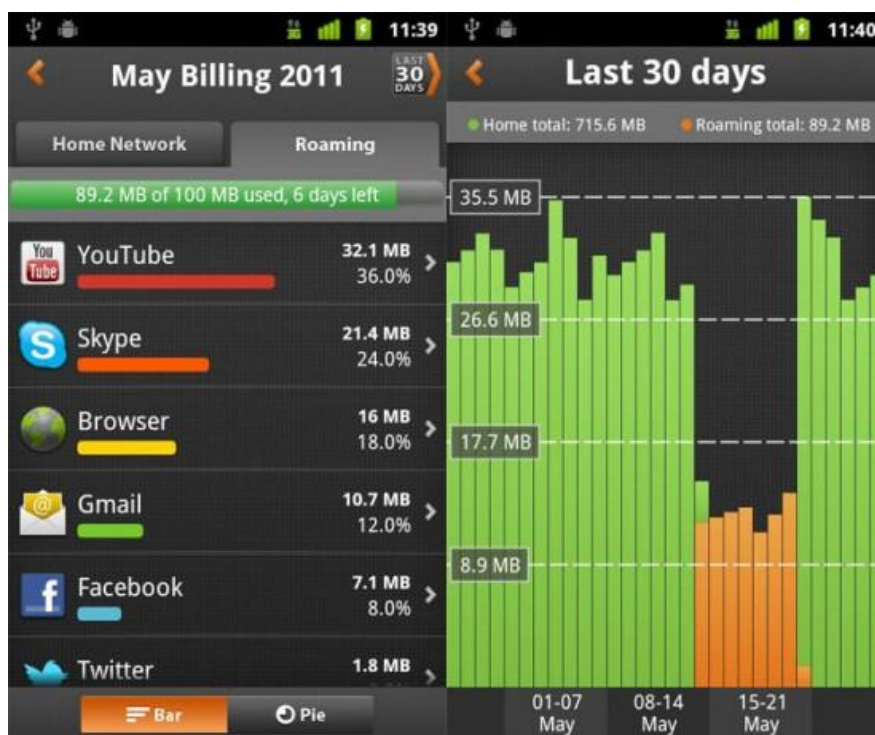 11:39
May Billing 2011
LAST
30
DAYS
Home Network
Roaming
89.2 MB of 100 MB used, 6 days left
You
Tube
YouTube
32.1 MB
36.0%
S
Skype
21.4 MB
24.0%
Browser
16 MB
18.0%
@
Gmail
10.7 MB
12.0%
f
Facebook
7.1 MB
8.0%
Twitter
1.8 MB
Bar
Pie
3G
11:40
Last 30 days
Home total: 715.6 MB
Roaming total: 89.2 MB
35.5 MB
26.6 MB
17.7 MB
8.9 MB
01-07
May
08-14
May
15-21
May